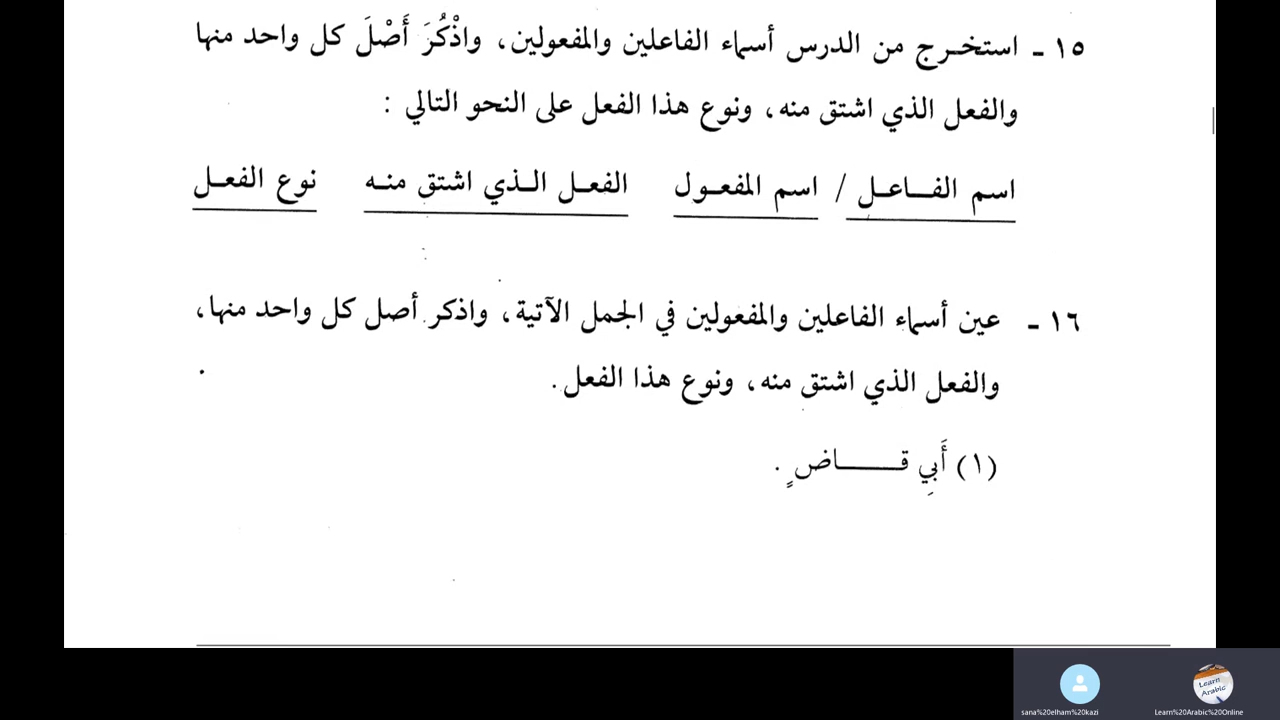 ١٥ - استخرج من الدرس أسماء الفاعلين والمفعولين، واذْكُرَ أَصْلَ كل واحد منها
والفعل الذي اشتق منه، ونوع هذا الفعل على النحو التالي :
اسم الفاعل / اسم المفعول الفعل الذي اشتق منه نوع الفعل
١٦ - عين أسماء الفاعلين والمفعولين في الجمل الآتية، واذكر أصل كل واحد منها،
والفعل الذي اشتق منه، ونوع هذا الفعل.
(١) أَبِي قاضٍ .
sana%20elham%20kazi
Learn Arabic
Learn%20Arabic%20Online